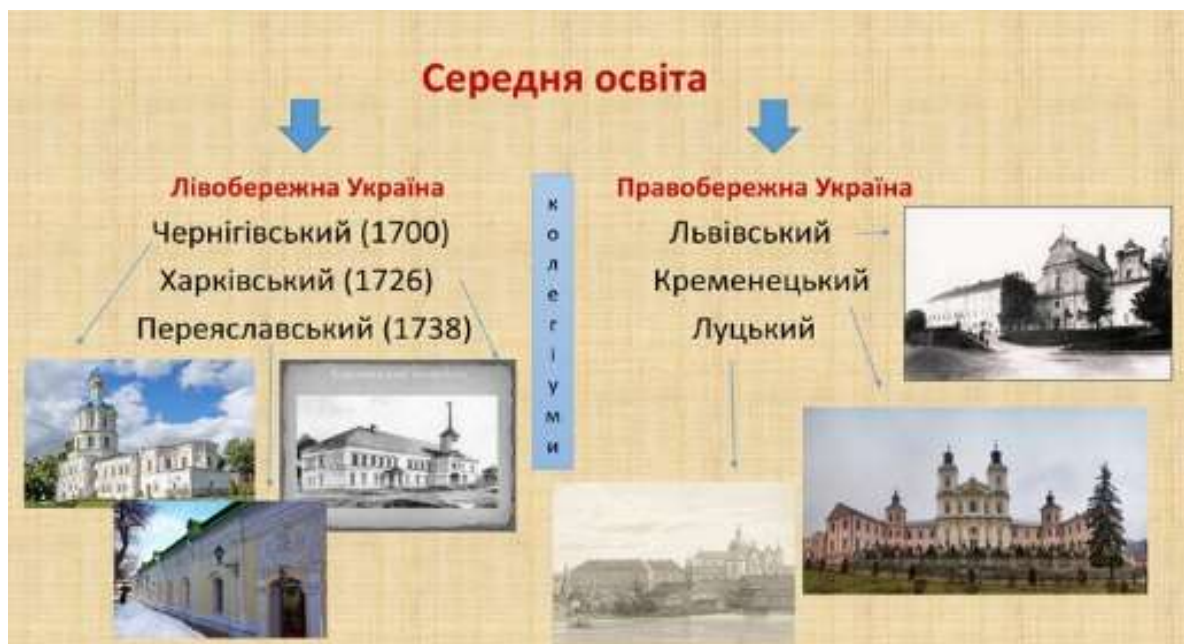 Середня освіта
Лівобережна Україна
Чернігівський (1700)
Харківський (1726)
Переяславський (1738)
колегіуми
Правобережна Україна
Львівський
Кременецький
Луцький